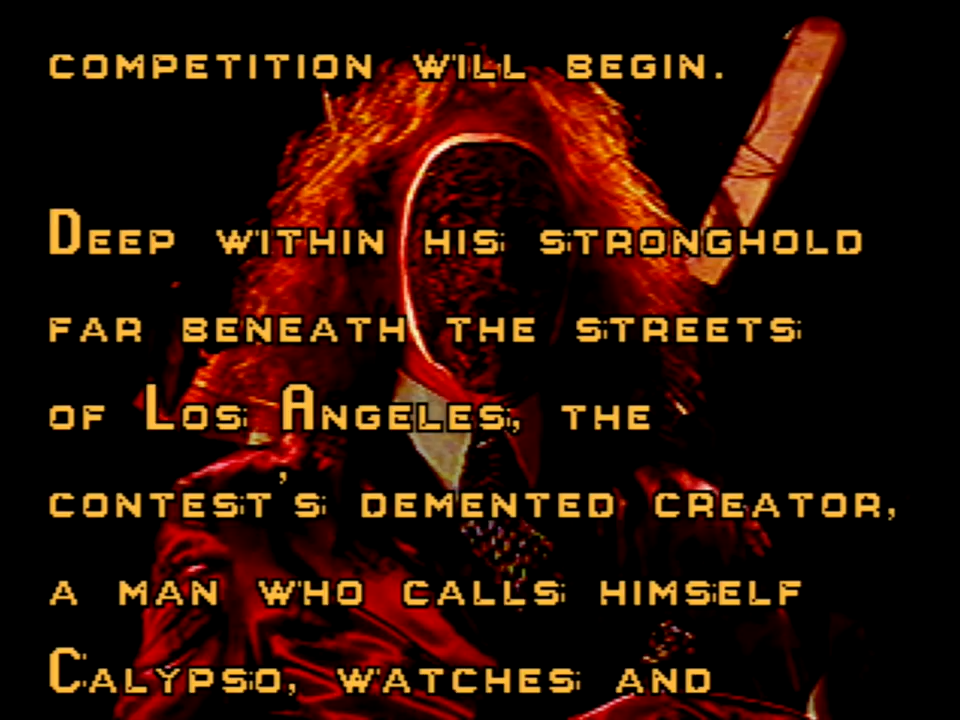 COMPETITION WILL BEGIN.
DEEP WITHIN HIS STRONGHOLD
FAR BENEATH THE STREETS
OF LOS ANGELES, THE
CONTEST'S DEMENTED CREATOR,
A MAN WHO CALLS HIMSELF
CALYPSO, WATCHES AND